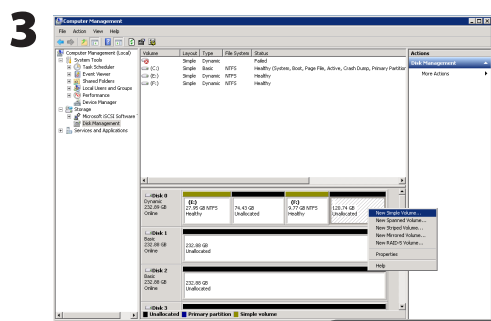 3
Computer Management
File Action View Help
Computer Management (Local)
System Tools
Task Scheduler
Event Viewer
Shared Folders
Local Users and Groups
Performance
Device Manager
Storage
Microsoft iSCSI Software
Disk Management
Services and Applications
Volume Layout Type File System Status
Simple Dynamic Failed
(C:) Simple Basic NTFS Healthy (System, Boot, Page File, Active, Crash Dump, Primary Partition
(E:) Simple Dynamic NTFS Healthy
(F:) Simple Dynamic NTFS Healthy
Actions
Disk Management
More Actions
Disk 0
Dynamic
232.89 GB
Online
(E:)
27.95 GB NTFS
Healthy
74.43 GB
Unallocated
(F:)
9.77 GB NTFS
Healthy
120.74 GB
Unallocated
Disk 1
Basic
232.88 GB
Online
232.88 GB
Unallocated
Disk 2
Basic
232.88 GB
Online
232.88 GB
Unallocated
Disk 3
New Simple Volume...
New Spanned Volume...
New Striped Volume...
New Mirrored Volume...
New RAID-5 Volume...
Properties
Help
Unallocated Primary partition Simple volume